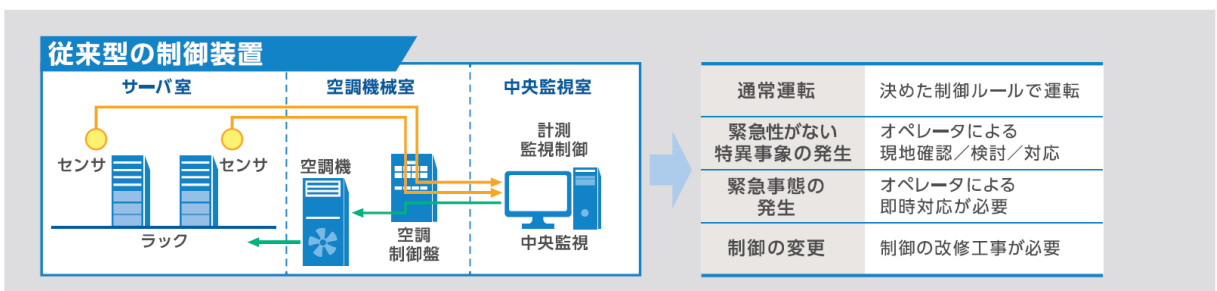 従来型の制御装置
サーバ室
空調機械室
中央監視室
センサ
センサ
ラック
空調機
空調
制御盤
計測
監視制御
中央監視
通常運転
決めた制御ルールで運転
緊急性がない
特異事象の発生
オペレータによる
現地確認／検討／対応
緊急事態の
発生
オペレータによる
即時対応が必要
制御の変更
制御の改修工事が必要